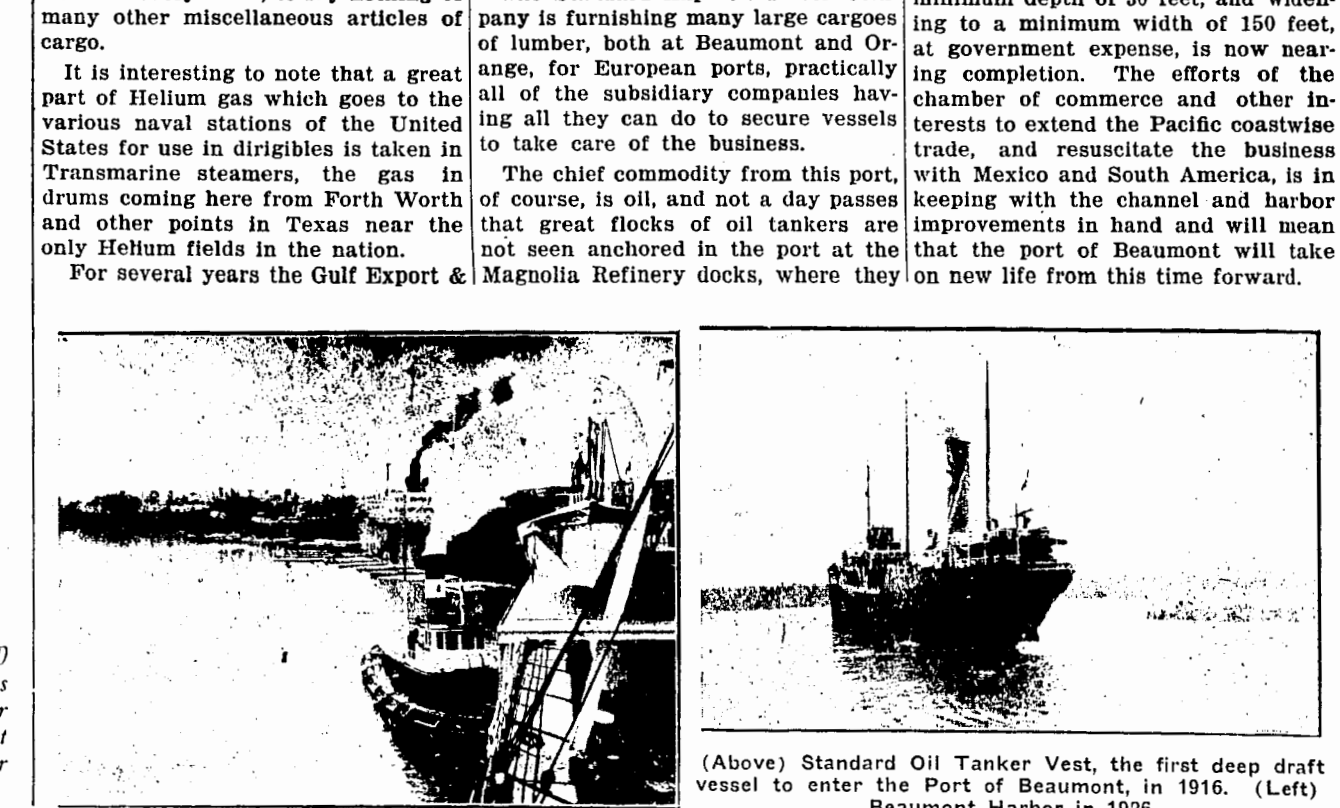 many other miscellaneous articles of
cargo.
It is interesting to note that a great
part of Helium gas which goes to the
various naval stations of the United
States for use in dirigibles is taken in
Transmarine steamers, the gas in
drums coming here from Forth Worth
and other points in Texas near the
only Helium fields in the nation.
For several years the Gulf Export &
pany is furnishing many large cargoes
of lumber, both at Beaumont and Or-
ange, for European ports, practically
all of the subsidiary companies hav-
ing all they can do to secure vessels
to take care of the business.
The chief commodity from this port,
of course, is oil, and not a day passes
that great flocks of oil tankers are
not seen anchored in the port at the
Magnolia Refinery docks, where they
minimum depth of 30 feet, and widen-
ing to a minimum width of 150 feet,
at government expense, is now near-
ing completion. The efforts of the
chamber of commerce and other in-
terests to extend the Pacific coastwise
trade, and resuscitate the business
with Mexico and South America, is in
keeping with the channel and harbor
improvements in hand and will mean
that the port of Beaumont will take
on new life from this time forward.
(Above) Standard Oil Tanker Vest, the first deep draft
vessel to enter the Port of Beaumont, in 1916. (Left)
Beaumont Harbor in 1926